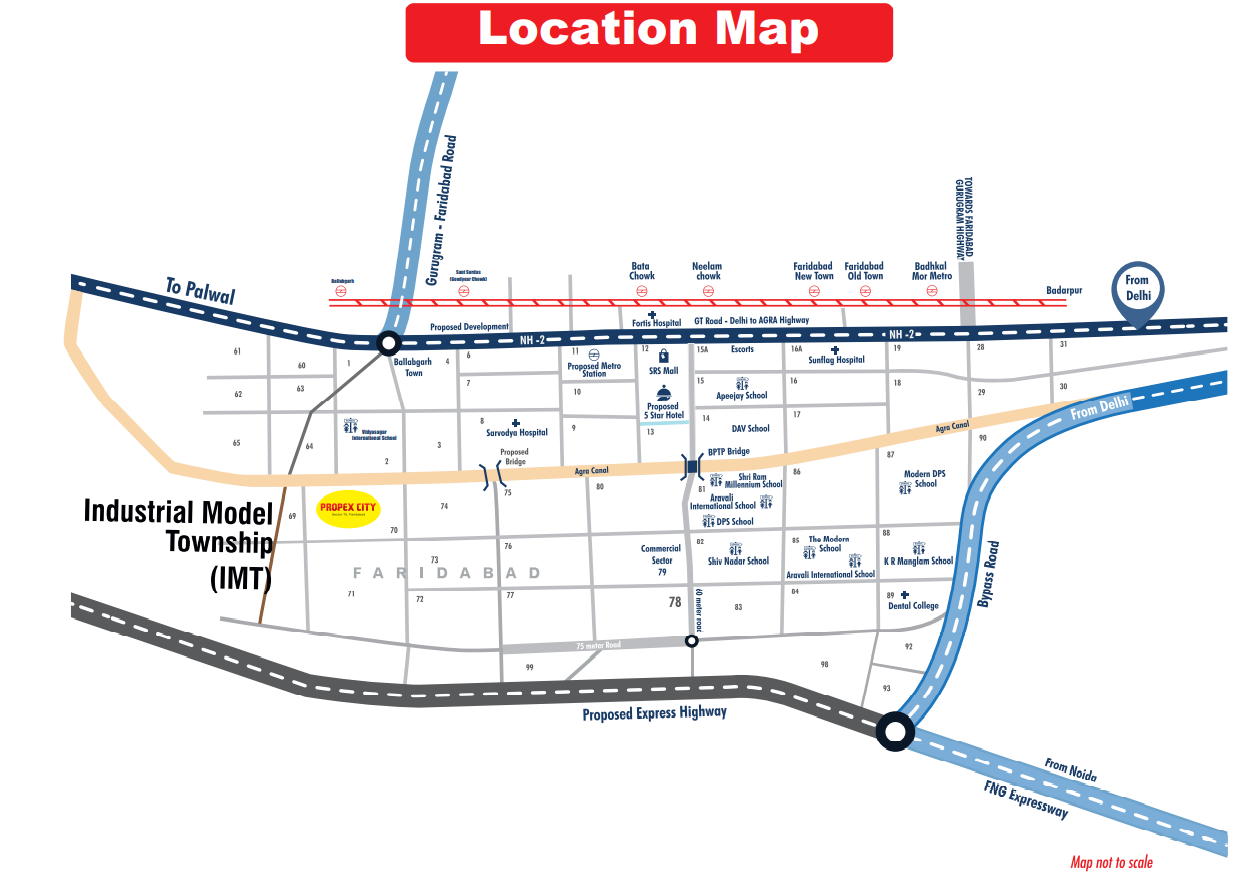 Location Map
Gurugram - Faridabad Road
TOWARDS FARIDABAD
GURUGRAM HIGHWAY
Ballabgarh
Sant Surdas
(Goodyear Chowk)
Bata
Chowk
Neelam
chowk
Faridabad
New Town
Faridabad
Old Town
Badhkal
Mor Metro
Badarpur
From
Delhi
To Palwal
Proposed Development
Fortis Hospital
GT Road - Delhi to AGRA Highway
NH -2
NH -2
61
60
1
Ballabgarh
Town
4
6
11
Proposed Metro
Station
12
SRS Mall
15A
Escorts
16A
Sunflag Hospital
19
28
31
62
63
7
10
Proposed
5 Star Hotel
15
Apeejay School
16
18
29
30
From Delhi
65
64
Vidyasagar
International School
2
3
8
Sarvodya Hospital
9
13
14
DAV School
17
Agra Canal
90
Proposed
Bridge
Agra Canal
BPTP Bridge
86
87
Modern DPS
School
Industrial Model
Township
(IMT)
69
PROPEX CITY
70
74
75
80
81
Shri Ram
Millennium School
Aravali
International School
DPS School
73
76
Commercial
Sector
79
82
Shiv Nadar School
85
The Modern
School
Aravali International School
88
K R Manglam School
Bypass Road
FARIDABAD
71
72
77
78
60 meter road
83
84
89
Dental College
75 meter Road
99
98
92
93
Proposed Express Highway
From Noida
FNG Expressway
Map not to scale